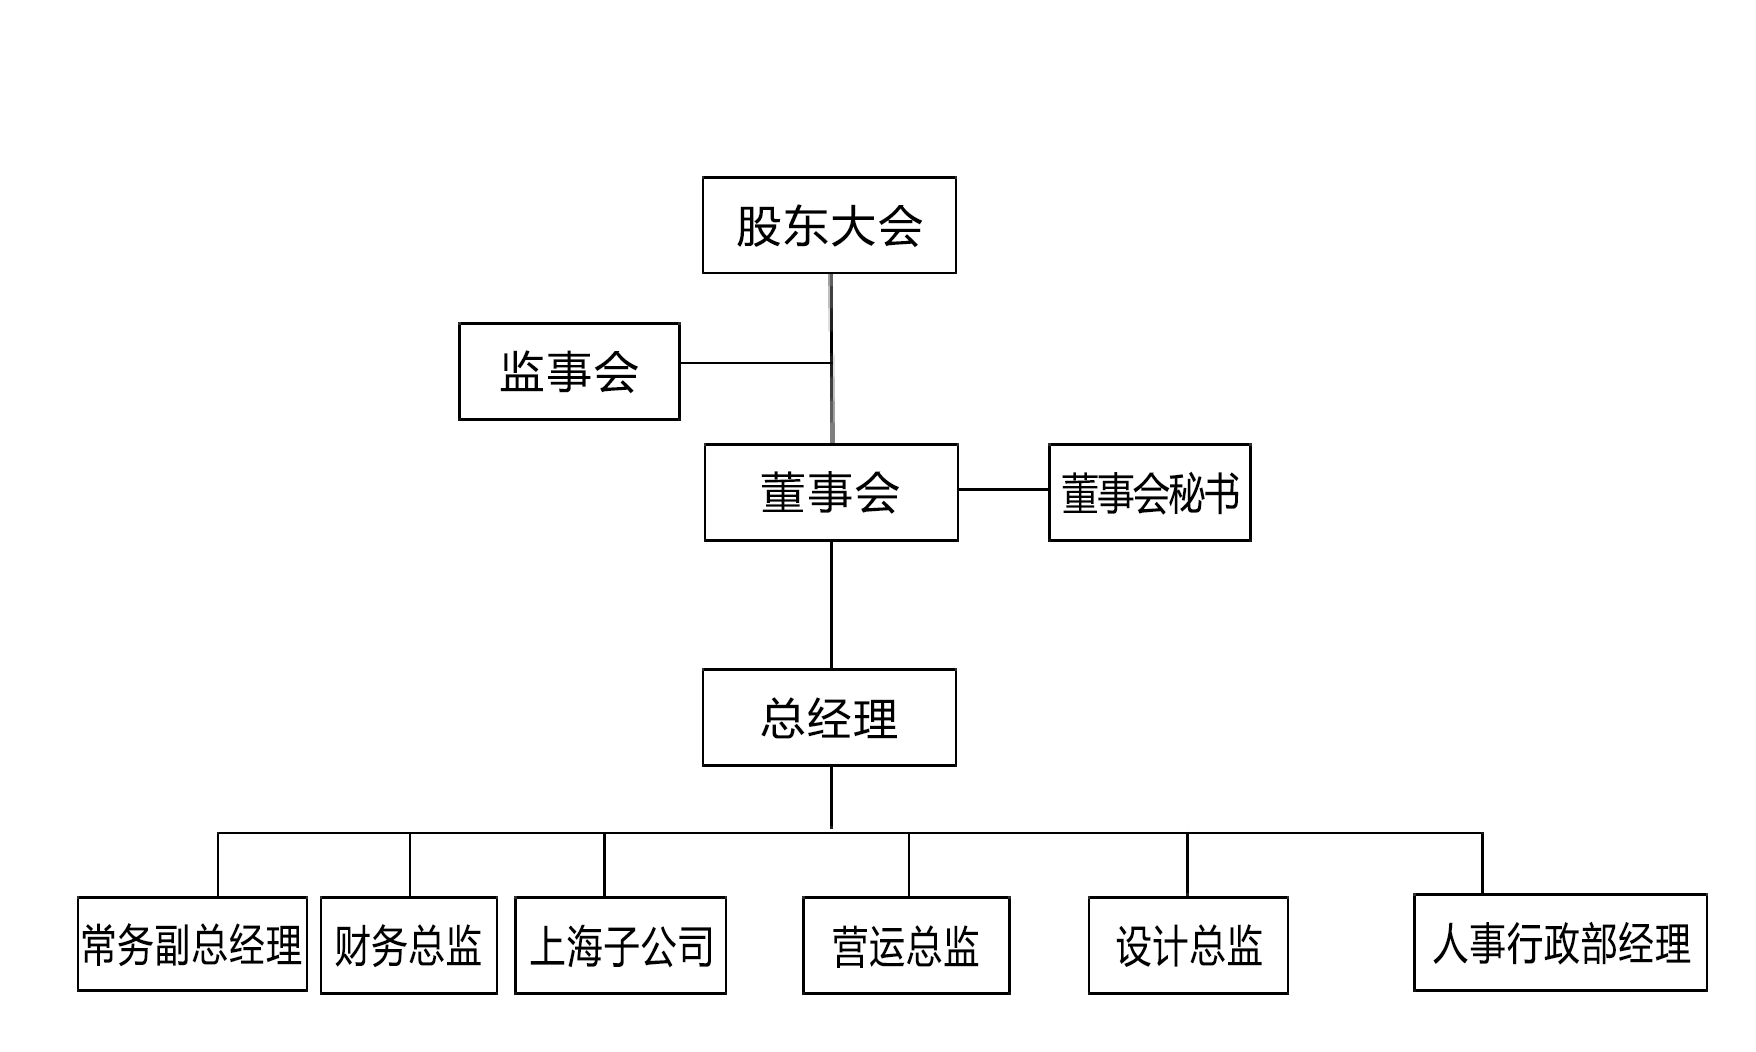 股东大会
监事会
董事会
董事会秘书
总经理
常务副总经理
财务总监
上海子公司
营运总监
设计总监
人事行政部经理